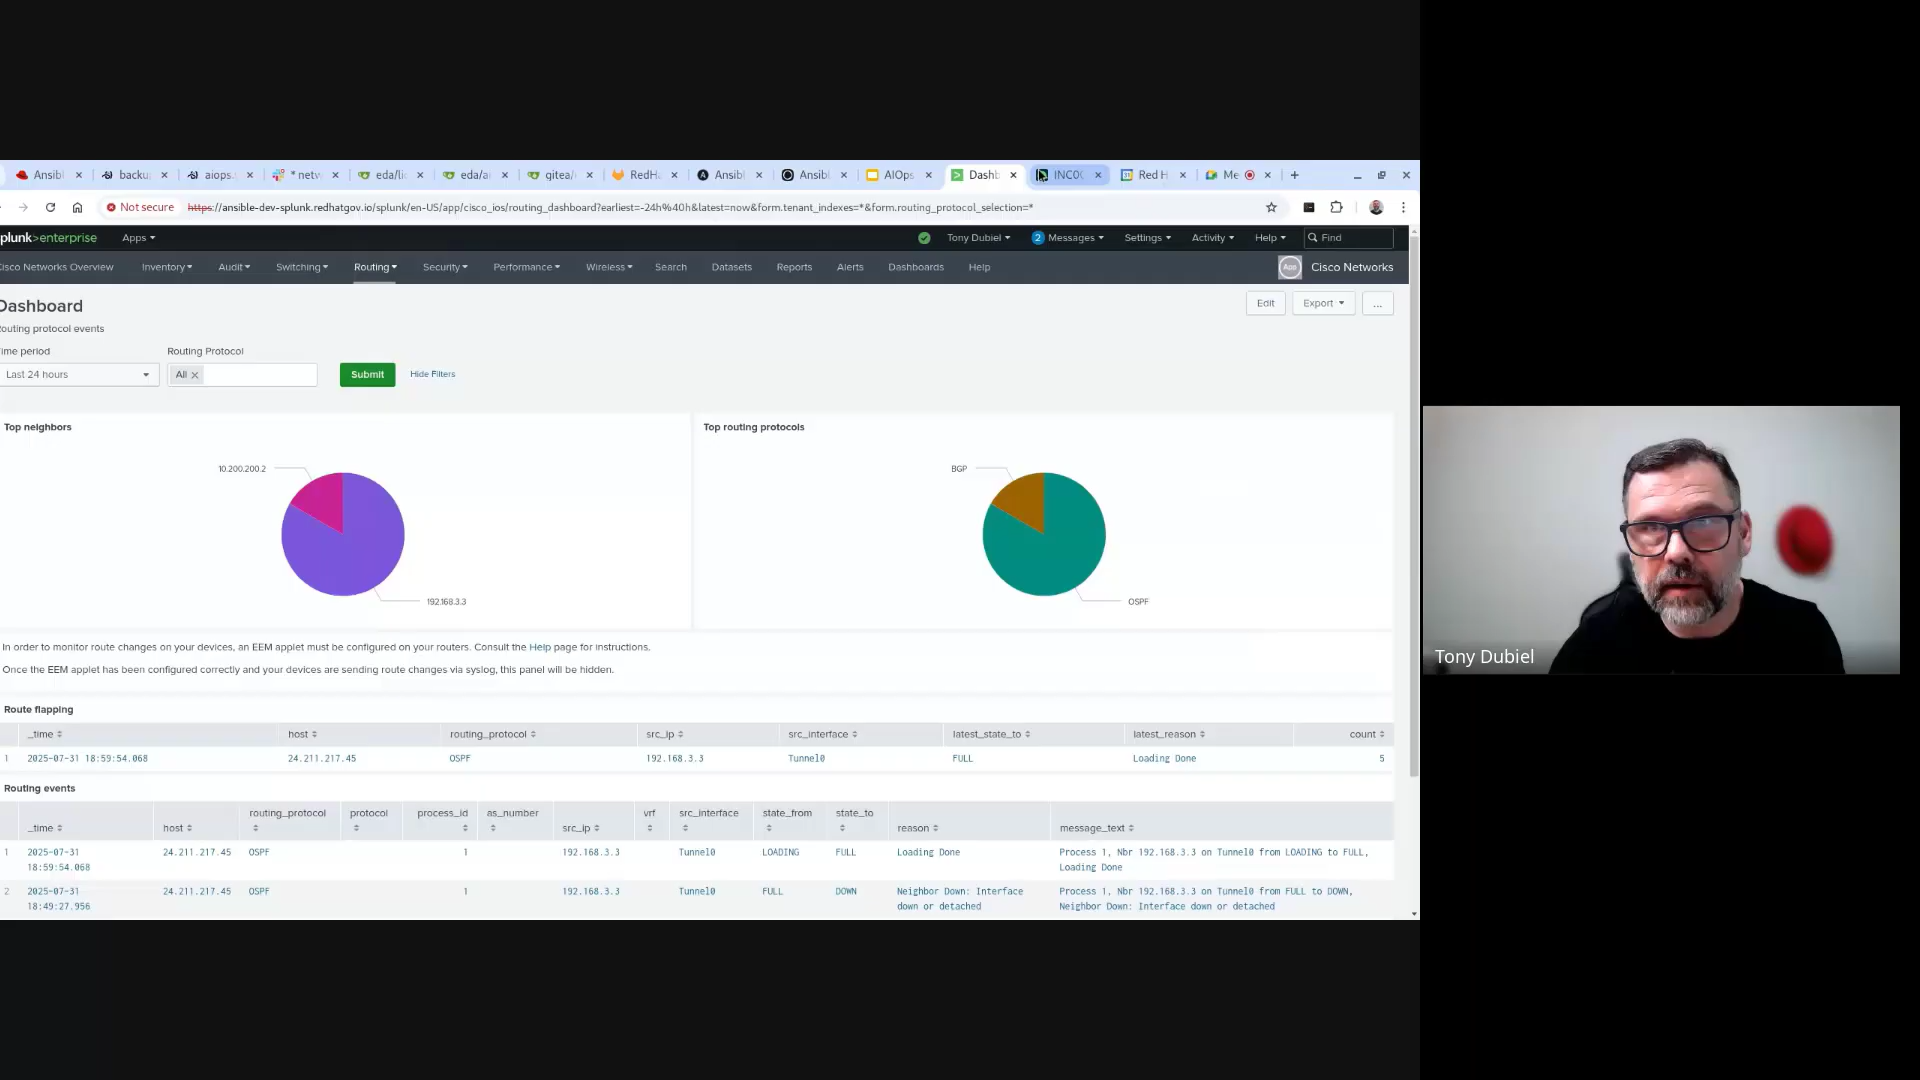 Ansibl backu aiops. * netw eda/li eda/a gitea/ RedHa Ansibl Ansibl AIOps Dashb INC00 Red H Me
Not secure https://ansible-dev-splunk.redhatgov.io/splunk/en-US/app/cisco_ios/routing_dashboard?earliest=-24h%40h&latest=now&form.tenant_indexes=*&form.routing_protocol_selection=*
plunk>enterprise Apps Tony Dubiel 2 Messages Settings Activity Help Find
isco Networks Overview Inventory Audit Switching Routing Security Performance Wireless Search Datasets Reports Alerts Dashboards Help App Cisco Networks
Dashboard Edit Export ...
outing protocol events
ime period Routing Protocol
Last 24 hours All Submit Hide Filters
Top neighbors Top routing protocols
10.200.200.2 BGP
192.168.3.3 OSPF
In order to monitor route changes on your devices, an EEM applet must be configured on your routers. Consult the Help page for instructions.
Once the EEM applet has been configured correctly and your devices are sending route changes via syslog, this panel will be hidden.
Route flapping
_time host routing_protocol src_ip src_interface latest_state_to latest_reason count
1 2025-07-31 18:59:54.068 24.211.217.45 OSPF 192.168.3.3 Tunnel0 FULL Loading Done 5
Routing events
_time host routing_protocol protocol process_id as_number src_ip vrf src_interface state_from state_to reason message_text
1 2025-07-31 24.211.217.45 OSPF 1 192.168.3.3 Tunnel0 LOADING FULL Loading Done Process 1, Nbr 192.168.3.3 on Tunnel0 from LOADING to FULL,
18:59:54.068 Loading Done
2 2025-07-31 24.211.217.45 OSPF 1 192.168.3.3 Tunnel0 FULL DOWN Neighbor Down: Interface Process 1, Nbr 192.168.3.3 on Tunnel0 from FULL to DOWN,
18:49:27.956 down or detached Neighbor Down: Interface down or detached
Tony Dubiel